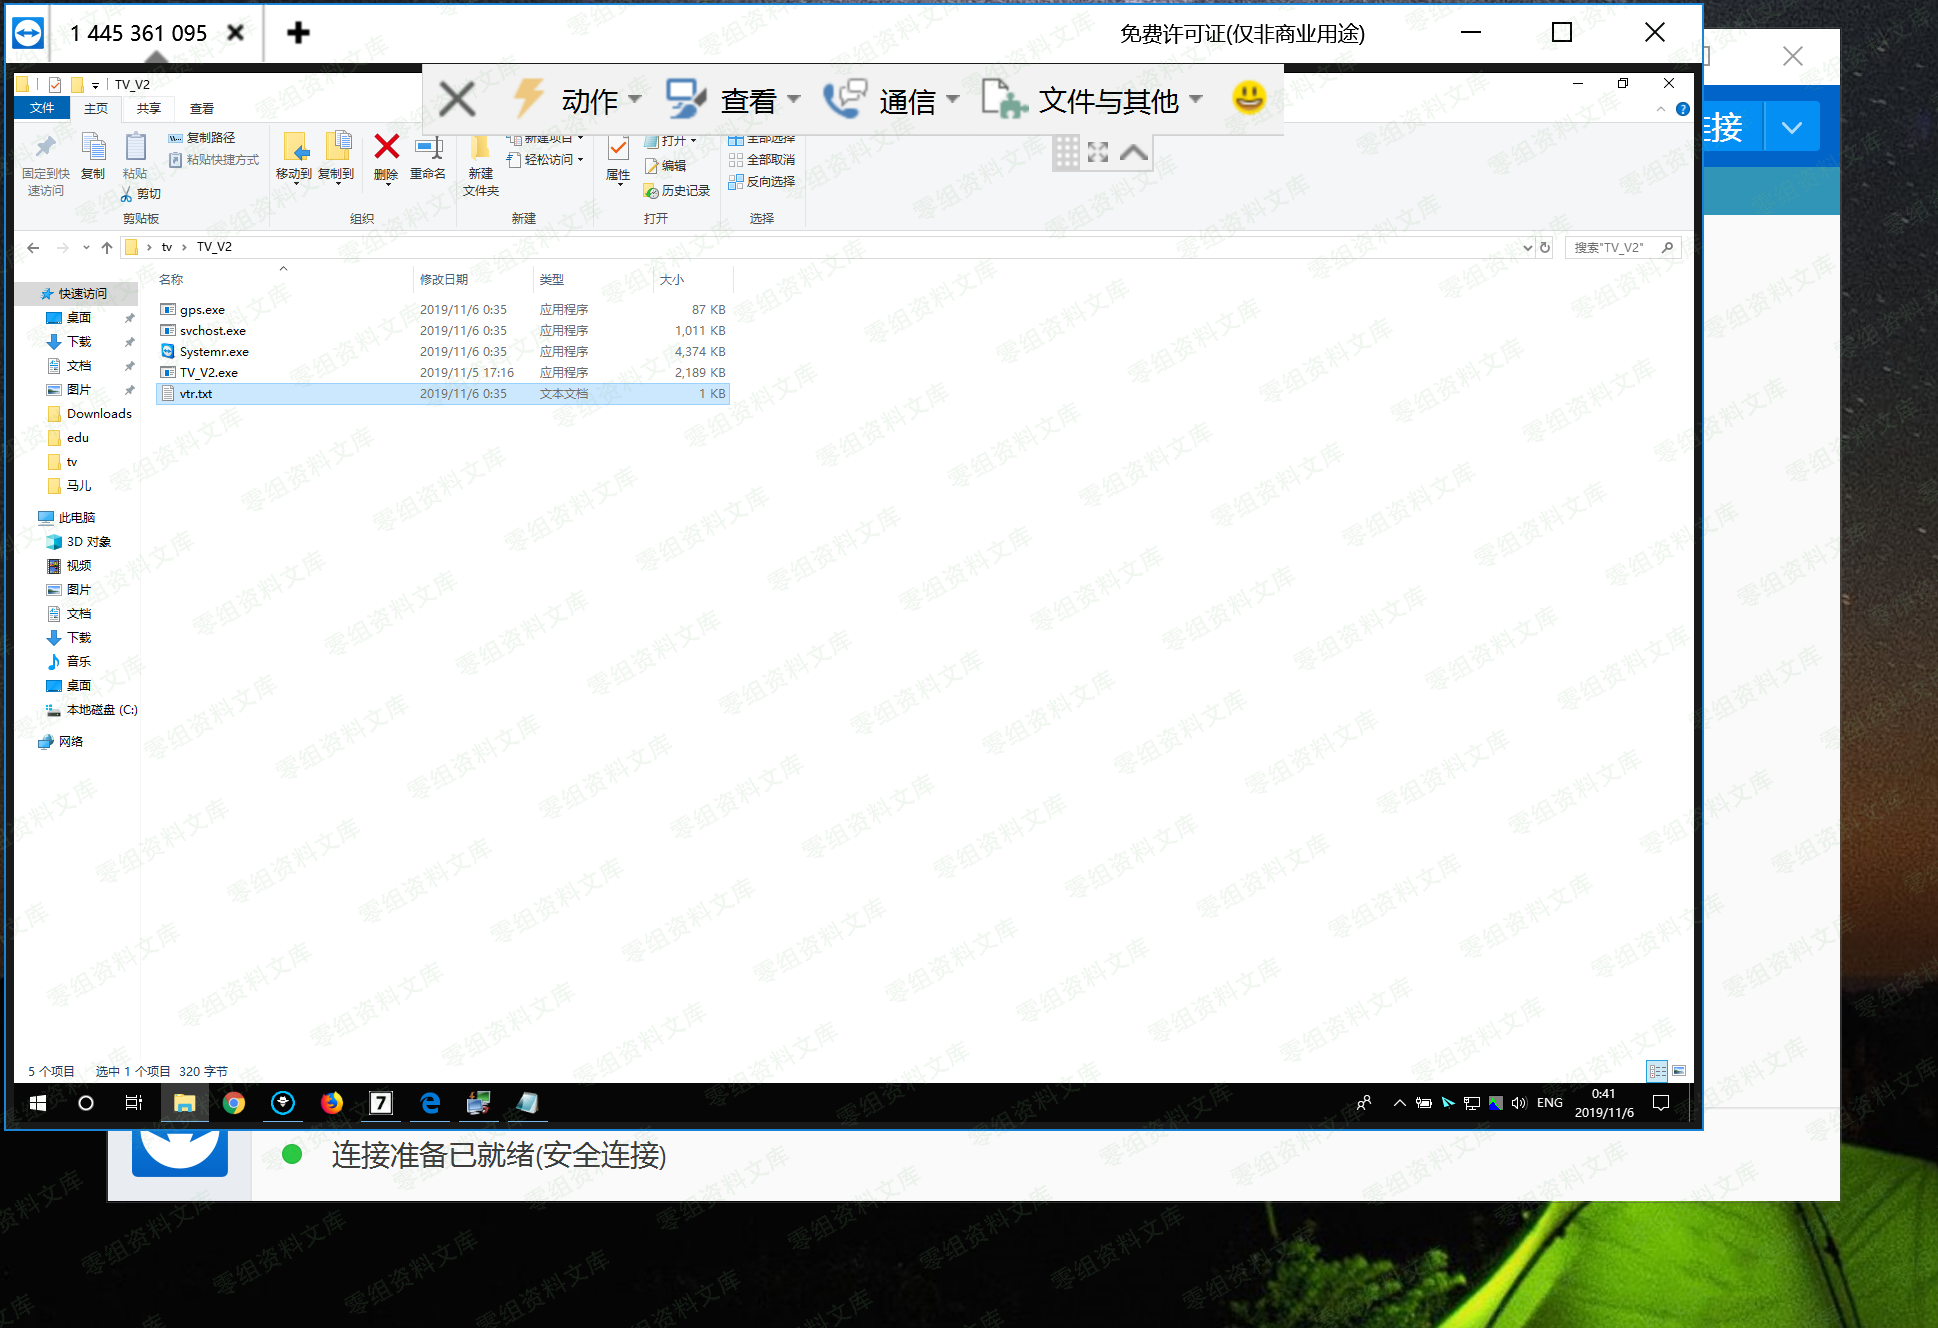 1 445 361 095
免费许可证(仅非商业用途)
TV_V2
动作 查看 通信 文件与其他
文件 主页 共享 查看
连接
固定到快速访问
复制
粘贴
复制路径
粘贴快捷方式
剪切
移动到 复制到 删除 重命名
新建文件夹
新建项目
轻松访问
属性
打开
编辑
历史记录
全部选择
全部取消
反向选择
剪贴板 组织 新建 打开 选择
tv › TV_V2
搜索"TV_V2"
名称 修改日期 类型 大小
gps.exe 2019/11/6 0:35 应用程序 87 KB
svchost.exe 2019/11/6 0:35 应用程序 1,011 KB
Systemr.exe 2019/11/6 0:35 应用程序 4,374 KB
TV_V2.exe 2019/11/5 17:16 应用程序 2,189 KB
vtr.txt 2019/11/6 0:35 文本文档 1 KB
快速访问
桌面
下载
文档
图片
Downloads
edu
tv
马儿
此电脑
3D 对象
视频
图片
文档
下载
音乐
桌面
本地磁盘 (C:)
网络
5 个项目 选中 1 个项目 320 字节
7
ENG
0:41
2019/11/6
连接准备已就绪(安全连接)
零组资料文库